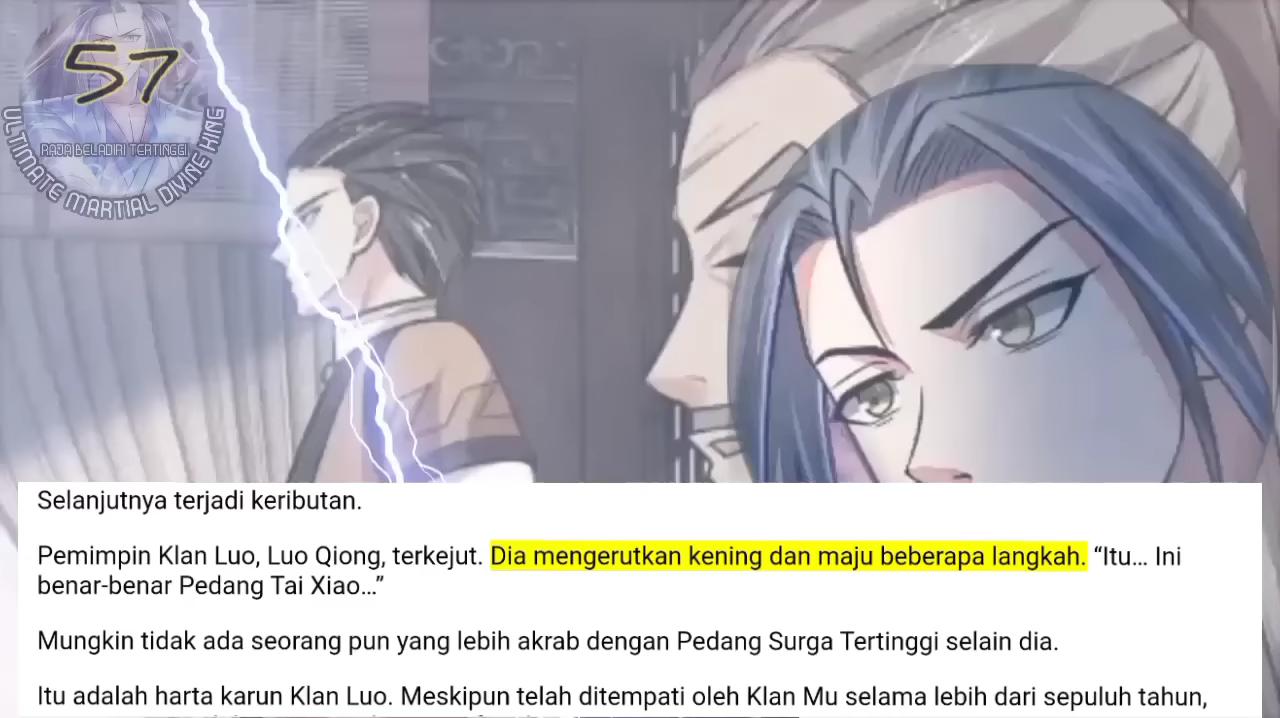 57
RAJA BELADIRI TERTINGGI
ULTIMATE MARTIAL DIVINE KING
Selanjutnya terjadi keributan.
Pemimpin Klan Luo, Luo Qiong, terkejut. Dia mengerutkan kening dan maju beberapa langkah. “Itu… Ini
benar-benar Pedang Tai Xiao…”
Mungkin tidak ada seorang pun yang lebih akrab dengan Pedang Surga Tertinggi selain dia.
Itu adalah harta karun Klan Luo. Meskipun telah ditempati oleh Klan Mu selama lebih dari sepuluh tahun,